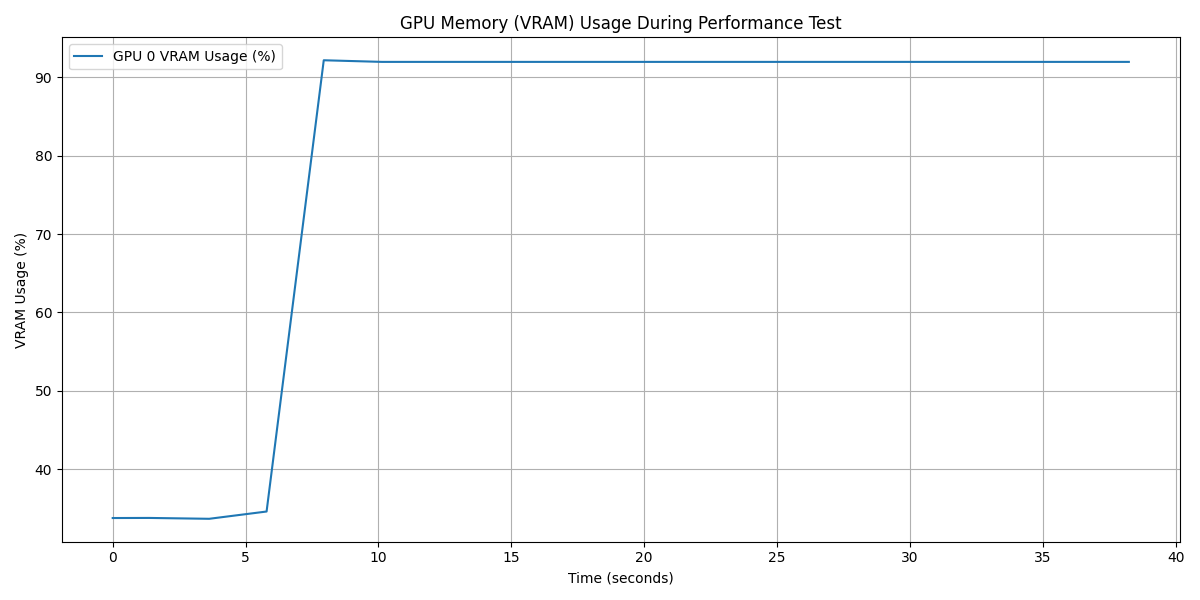 GPU Memory (VRAM) Usage During Performance Test
GPU 0 VRAM Usage (%)
VRAM Usage (%)
90
80
70
60
50
40
0 5 10 15 20 25 30 35 40
Time (seconds)